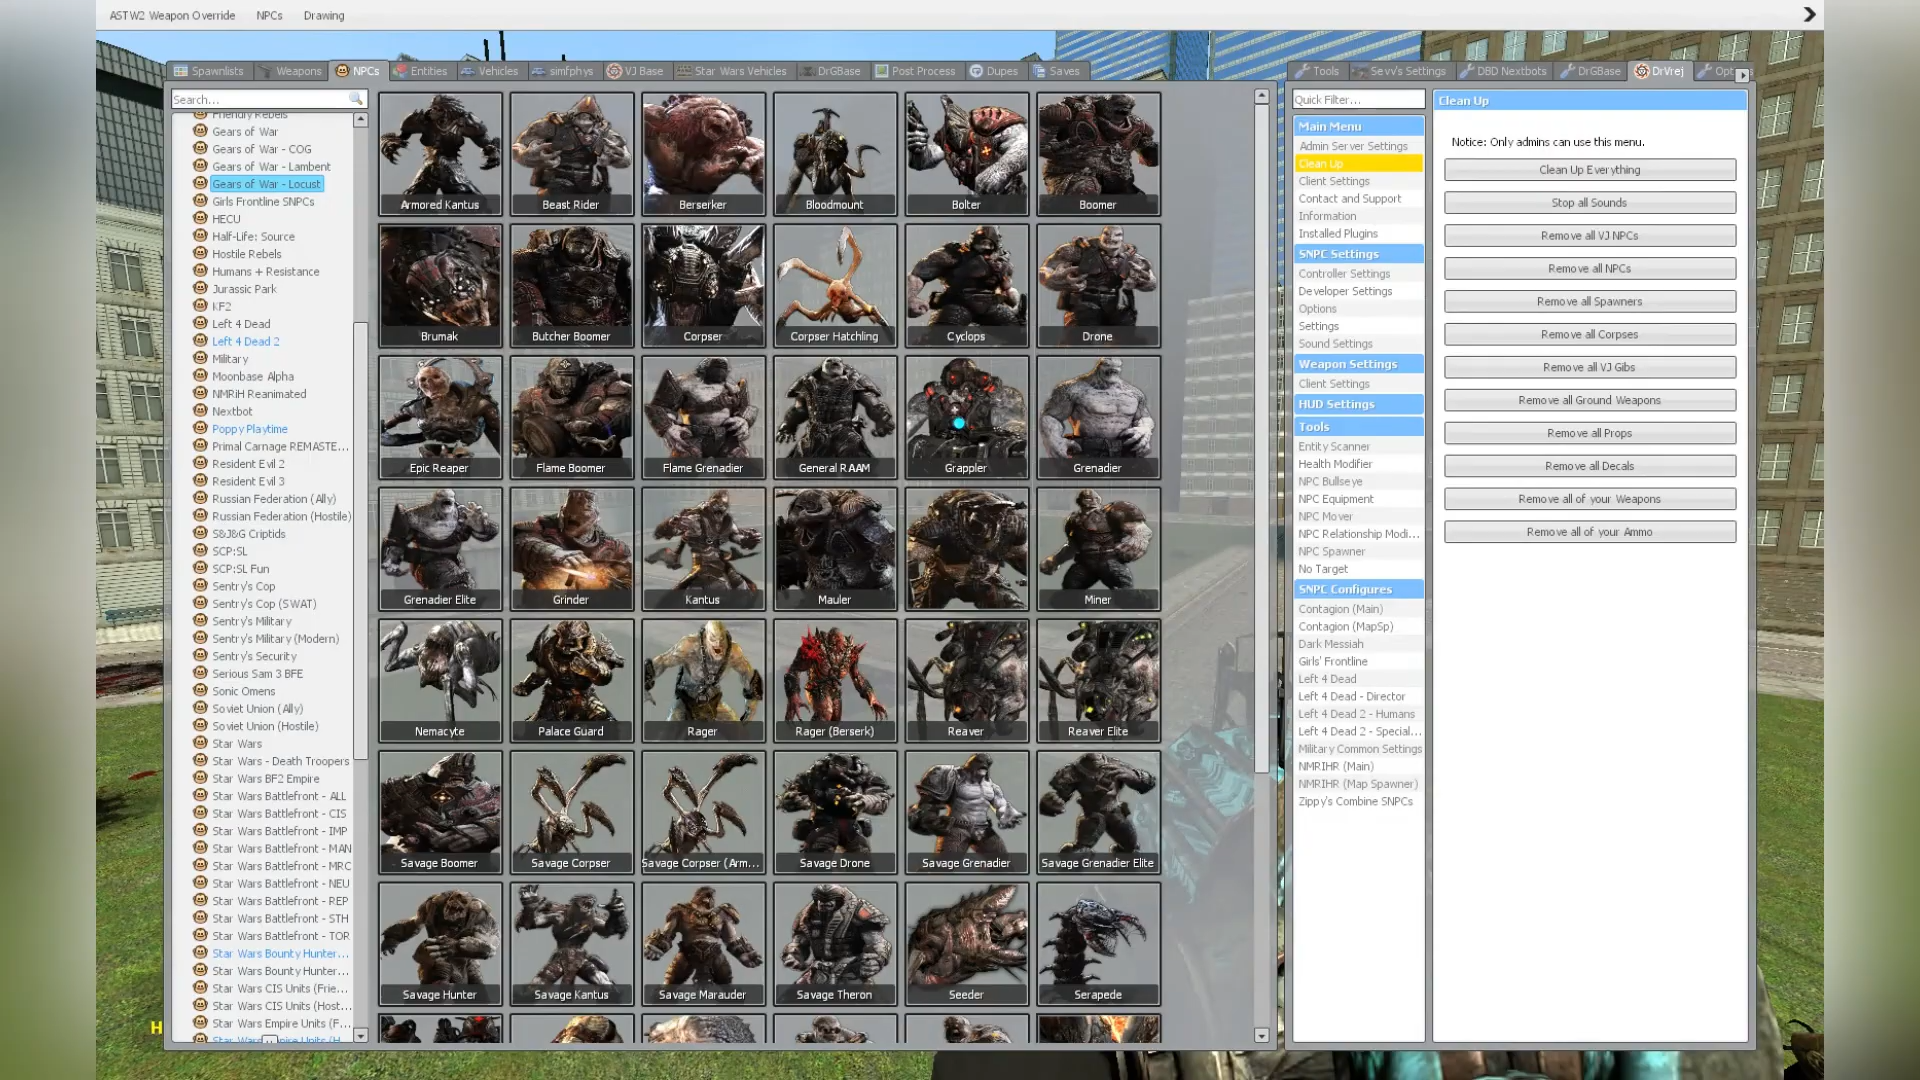 ASTW2 Weapon Override NPCs Drawing
Spawnlists Weapons NPCs Entities Vehicles simfphys VJ Base Star Wars Vehicles DrGBase Post Process Dupes Saves
Tools Sevv's Settings DBD Nextbots DrGBase DrVrej
Search...
Friendly Rebels
Gears of War
Gears of War - COG
Gears of War - Lambent
Gears of War - Locust
Girls Frontline SNPCs
HECU
Half-Life: Source
Hostile Rebels
Humans + Resistance
Jurassic Park
KF2
Left 4 Dead
Left 4 Dead 2
Military
Moonbase Alpha
NMRiH Reanimated
Nextbot
Poppy Playtime
Primal Carnage REMASTE...
Resident Evil 2
Resident Evil 3
Russian Federation (Ally)
Russian Federation (Hostile)
S&J&G Criptids
SCP:SL
SCP:SL Fun
Sentry's Cop
Sentry's Cop (SWAT)
Sentry's Military
Sentry's Military (Modern)
Sentry's Security
Serious Sam 3 BFE
Sonic Omens
Soviet Union (Ally)
Soviet Union (Hostile)
Star Wars
Star Wars - Death Troopers
Star Wars BF2 Empire
Star Wars Battlefront - ALL
Star Wars Battlefront - CIS
Star Wars Battlefront - IMP
Star Wars Battlefront - MAN
Star Wars Battlefront - MRC
Star Wars Battlefront - NEU
Star Wars Battlefront - REP
Star Wars Battlefront - STH
Star Wars Battlefront - TOR
Star Wars Bounty Hunter...
Star Wars Bounty Hunter...
Star Wars CIS Units (Frie...
Star Wars CIS Units (Host...
Star Wars Empire Units (F...
H
Armored Kantus Beast Rider Berserker Bloodmount Bolter Boomer
Brumak Butcher Boomer Corpser Corpser Hatchling Cyclops Drone
Epic Reaper Flame Boomer Flame Grenadier General RAAM Grappler Grenadier
Grenadier Elite Grinder Kantus Mauler Miner
Nemacyte Palace Guard Rager Rager (Berserk) Reaver Reaver Elite
Savage Boomer Savage Corpser Savage Corpser (Arm... Savage Drone Savage Grenadier Savage Grenadier Elite
Savage Hunter Savage Kantus Savage Marauder Savage Theron Seeder Serapede
Quick Filter...
Main Menu
Admin Server Settings
Clean Up
Client Settings
Contact and Support
Information
Installed Plugins
SNPC Settings
Controller Settings
Developer Settings
Options
Settings
Sound Settings
Weapon Settings
Client Settings
HUD Settings
Tools
Entity Scanner
Health Modifier
NPC Bullseye
NPC Equipment
NPC Mover
NPC Relationship Modi...
NPC Spawner
No Target
SNPC Configures
Contagion (Main)
Contagion (MapSp)
Dark Messiah
Girls' Frontline
Left 4 Dead
Left 4 Dead - Director
Left 4 Dead 2 - Humans
Left 4 Dead 2 - Special...
Military Common Settings
NMRIHR (Main)
NMRIHR (Map Spawner)
Zippy's Combine SNPCs
Clean Up
Notice: Only admins can use this menu.
Clean Up Everything
Stop all Sounds
Remove all VJ NPCs
Remove all NPCs
Remove all Spawners
Remove all Corpses
Remove all VJ Gibs
Remove all Ground Weapons
Remove all Props
Remove all Decals
Remove all of your Weapons
Remove all of your Ammo